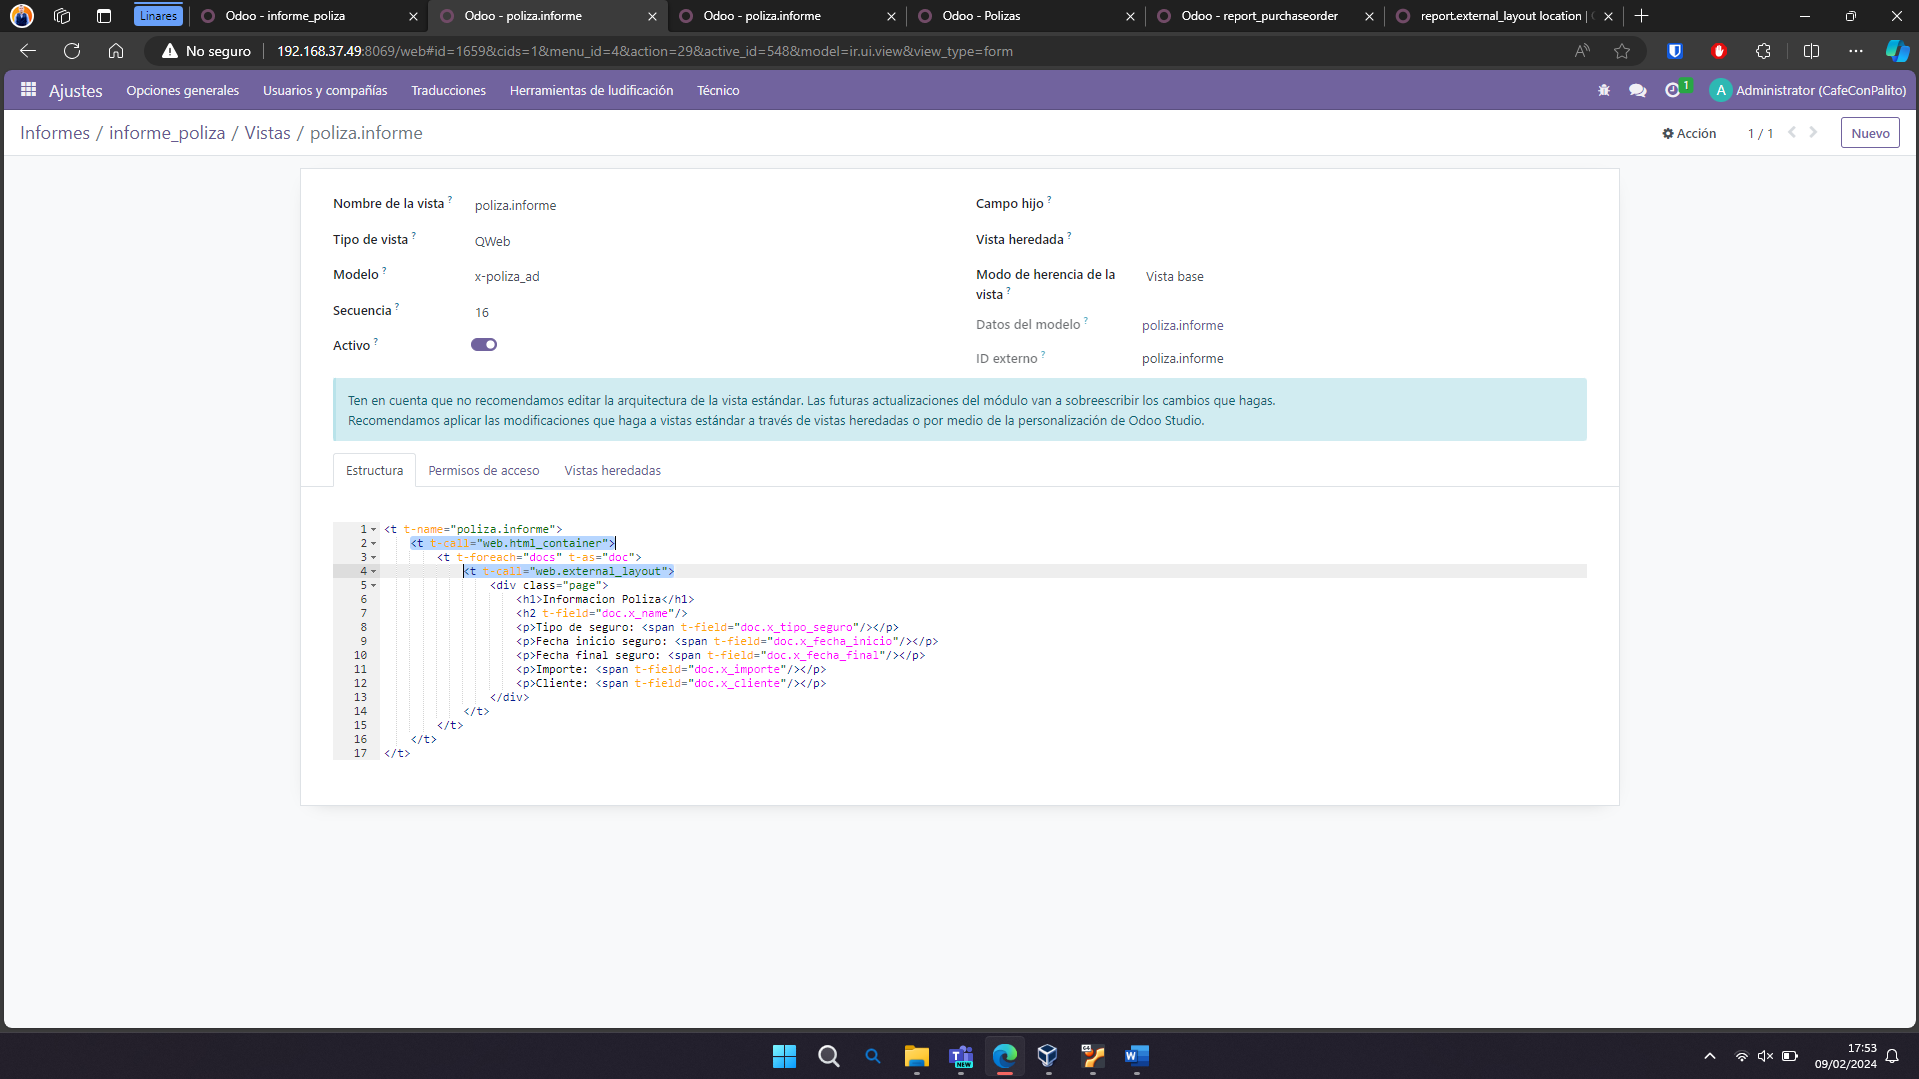 Linares
Odoo - informe_poliza
Odoo - poliza.informe
Odoo - poliza.informe
Odoo - Polizas
Odoo - report_purchaseorder
report.external_layout location |
No seguro
192.168.37.49:8069/web#id=1659&cids=1&menu_id=4&action=29&active_id=548&model=ir.ui.view&view_type=form
Ajustes
Opciones generales
Usuarios y compañías
Traducciones
Herramientas de ludificación
Técnico
1
A
Administrator (CafeConPalito)
Informes / informe_poliza / Vistas / poliza.informe
Acción
1 / 1
Nuevo
Nombre de la vista ?
poliza.informe
Tipo de vista ?
QWeb
Modelo ?
x-poliza_ad
Secuencia ?
16
Activo ?
Campo hijo ?
Vista heredada ?
Modo de herencia de la
vista ?
Vista base
Datos del modelo ?
poliza.informe
ID externo ?
poliza.informe
Ten en cuenta que no recomendamos editar la arquitectura de la vista estándar. Las futuras actualizaciones del módulo van a sobreescribir los cambios que hagas.
Recomendamos aplicar las modificaciones que haga a vistas estándar a través de vistas heredadas o por medio de la personalización de Odoo Studio.
Estructura
Permisos de acceso
Vistas heredadas
1 <t t-name="poliza.informe">
2 <t t-call="web.html_container">
3 <t t-foreach="docs" t-as="doc">
4 <t t-call="web.external_layout">
5 <div class="page">
6 <h1>Informacion Poliza</h1>
7 <h2 t-field="doc.x_name"/>
8 <p>Tipo de seguro: <span t-field="doc.x_tipo_seguro"/></p>
9 <p>Fecha inicio seguro: <span t-field="doc.x_fecha_inicio"/></p>
10 <p>Fecha final seguro: <span t-field="doc.x_fecha_final"/></p>
11 <p>Importe: <span t-field="doc.x_importe"/></p>
12 <p>Cliente: <span t-field="doc.x_cliente"/></p>
13 </div>
14 </t>
15 </t>
16 </t>
17 </t>
NEW
64
17:53
09/02/2024